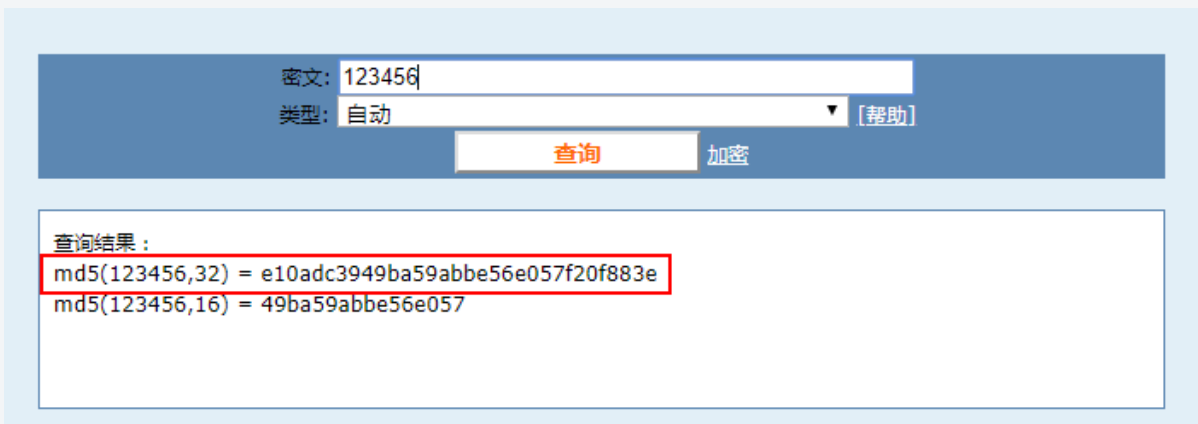 密文: 123456
类型: 自动 [帮助]
查询 加密
查询结果：
md5(123456,32) = e10adc3949ba59abbe56e057f20f883e
md5(123456,16) = 49ba59abbe56e057